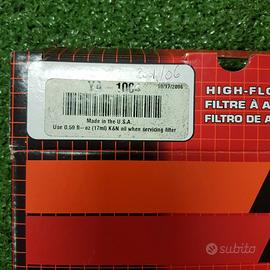 10/17/2006
Made in the U.S.A.
Use 0.59 fl- oz (17ml) K&N oil when servicing filter
HIGH-FLO
FILTRE À A
FILTRO DE A
subito